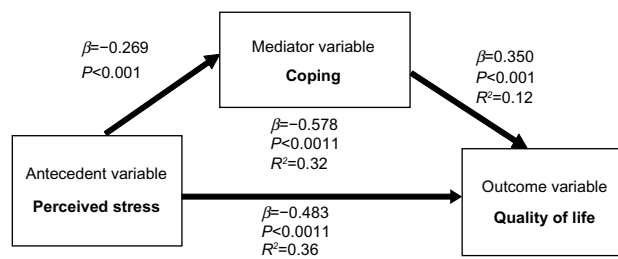 β=−0.269
P<0.001
Mediator variable
Coping
β=0.350
P<0.001
R²=0.12
β=−0.578
P<0.0011
R²=0.32
Antecedent variable
Perceived stress
Outcome variable
Quality of life
β=−0.483
P<0.0011
R²=0.36